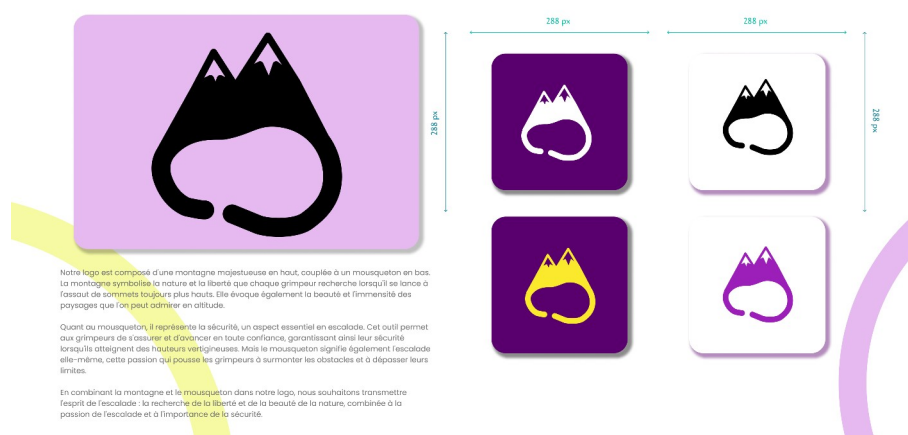 288 px
288 px
288 px
288 px
Notre logo est composé d'une montagne majestueuse en haut, couplée à un mousqueton en bas.
La montagne symbolise la nature et la liberté que chaque grimpeur recherche lorsqu'il se lance à
l'assaut de sommets toujours plus hauts. Elle évoque également la beauté et l'immensité des
paysages que l'on peut admirer en altitude.
Quant au mousqueton, il représente la sécurité, un aspect essentiel en escalade. Cet outil permet
aux grimpeurs de s'assurer et d'avancer en toute confiance, garantissant ainsi leur sécurité
lorsqu'ils atteignent des hauteurs vertigineuses. Mais le mousqueton signifie également l'escalade
elle-même, cette passion qui pousse les grimpeurs à surmonter les obstacles et à dépasser leurs
limites.
En combinant la montagne et le mousqueton dans notre logo, nous souhaitons transmettre
l'esprit de l'escalade : la recherche de la liberté et de la beauté de la nature, combinée à la
passion de l'escalade et à l'importance de la sécurité.